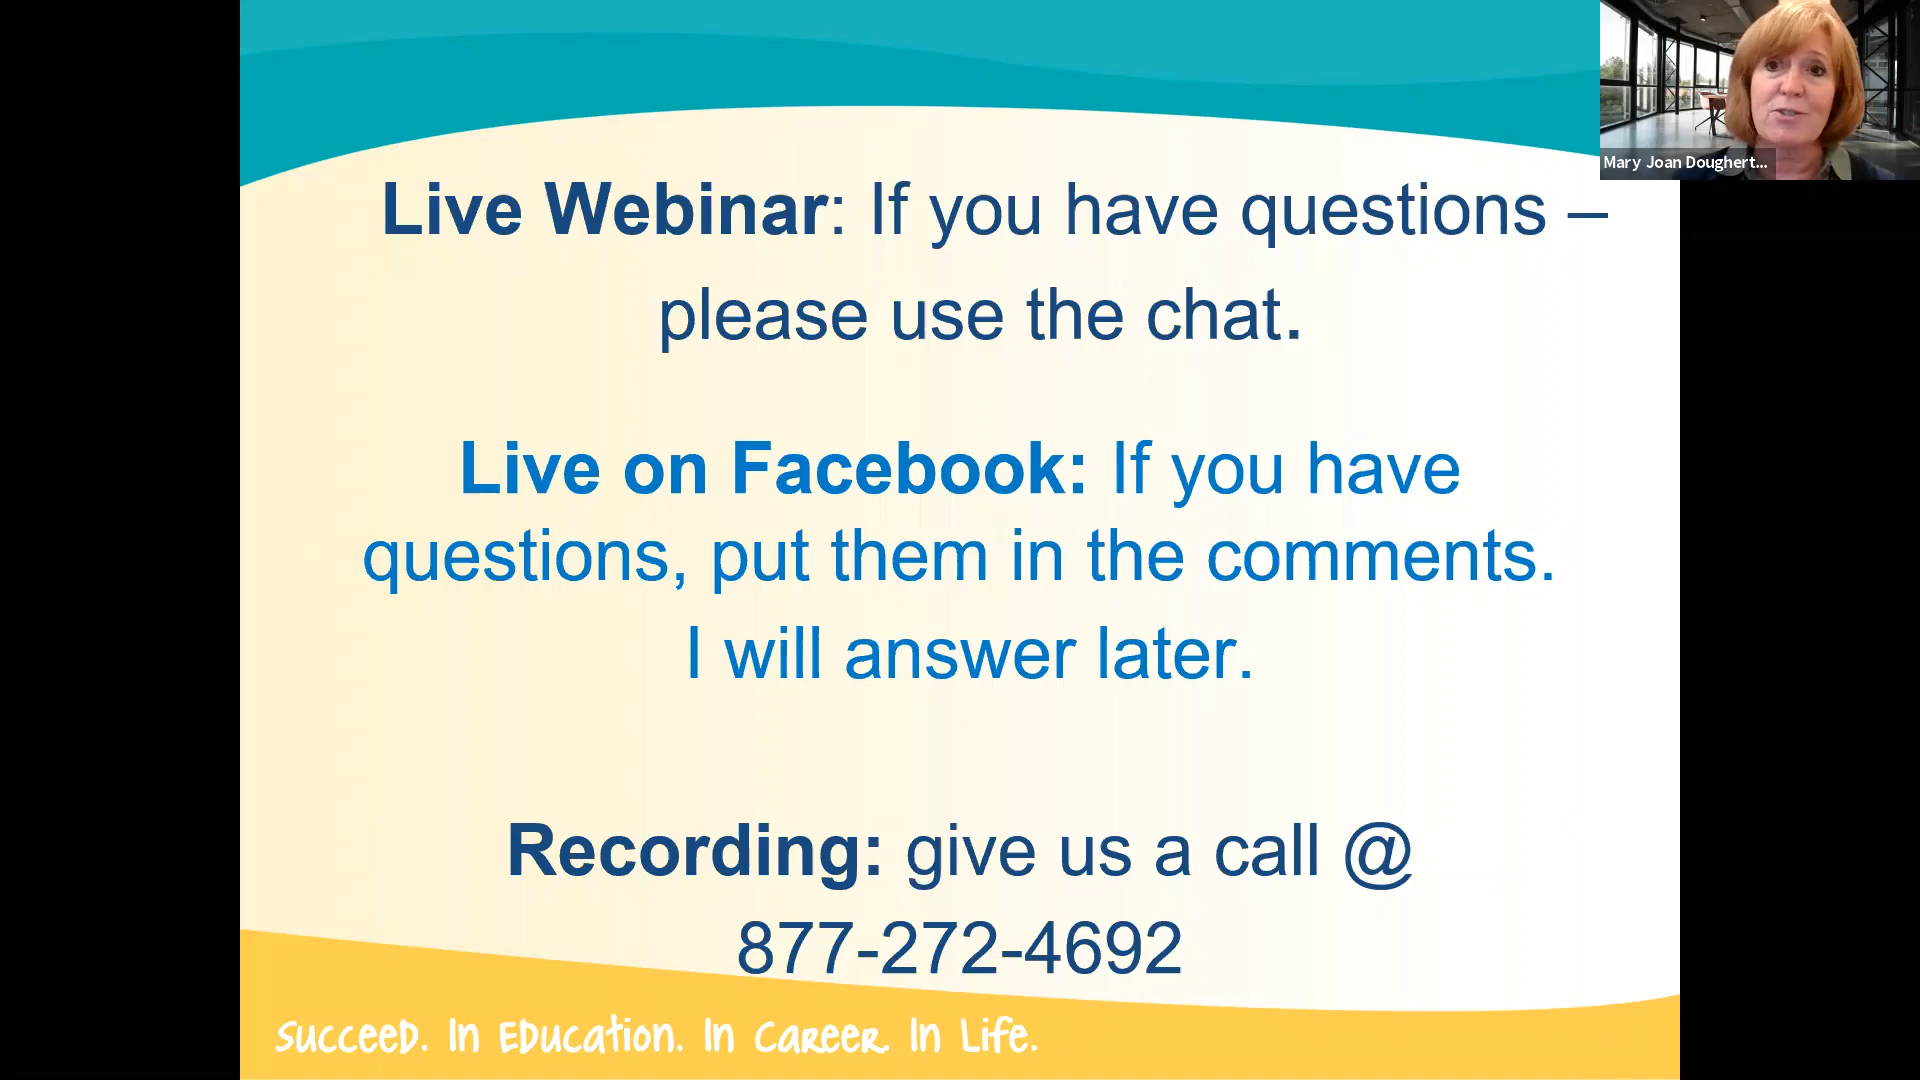 Mary Joan Doughert...
Live Webinar: If you have questions –
please use the chat.
Live on Facebook: If you have
questions, put them in the comments.
I will answer later.
Recording: give us a call @
877-272-4692
Succeed. In Education. In Career. In Life.